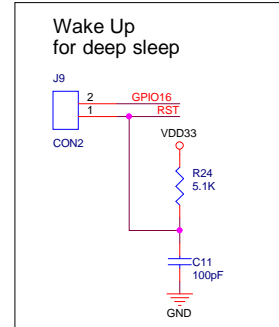 Wake Up
for deep sleep
J9
2 GPIO16
1 RST
CON2
VDD33
R24
5.1K
C11
100pF
GND